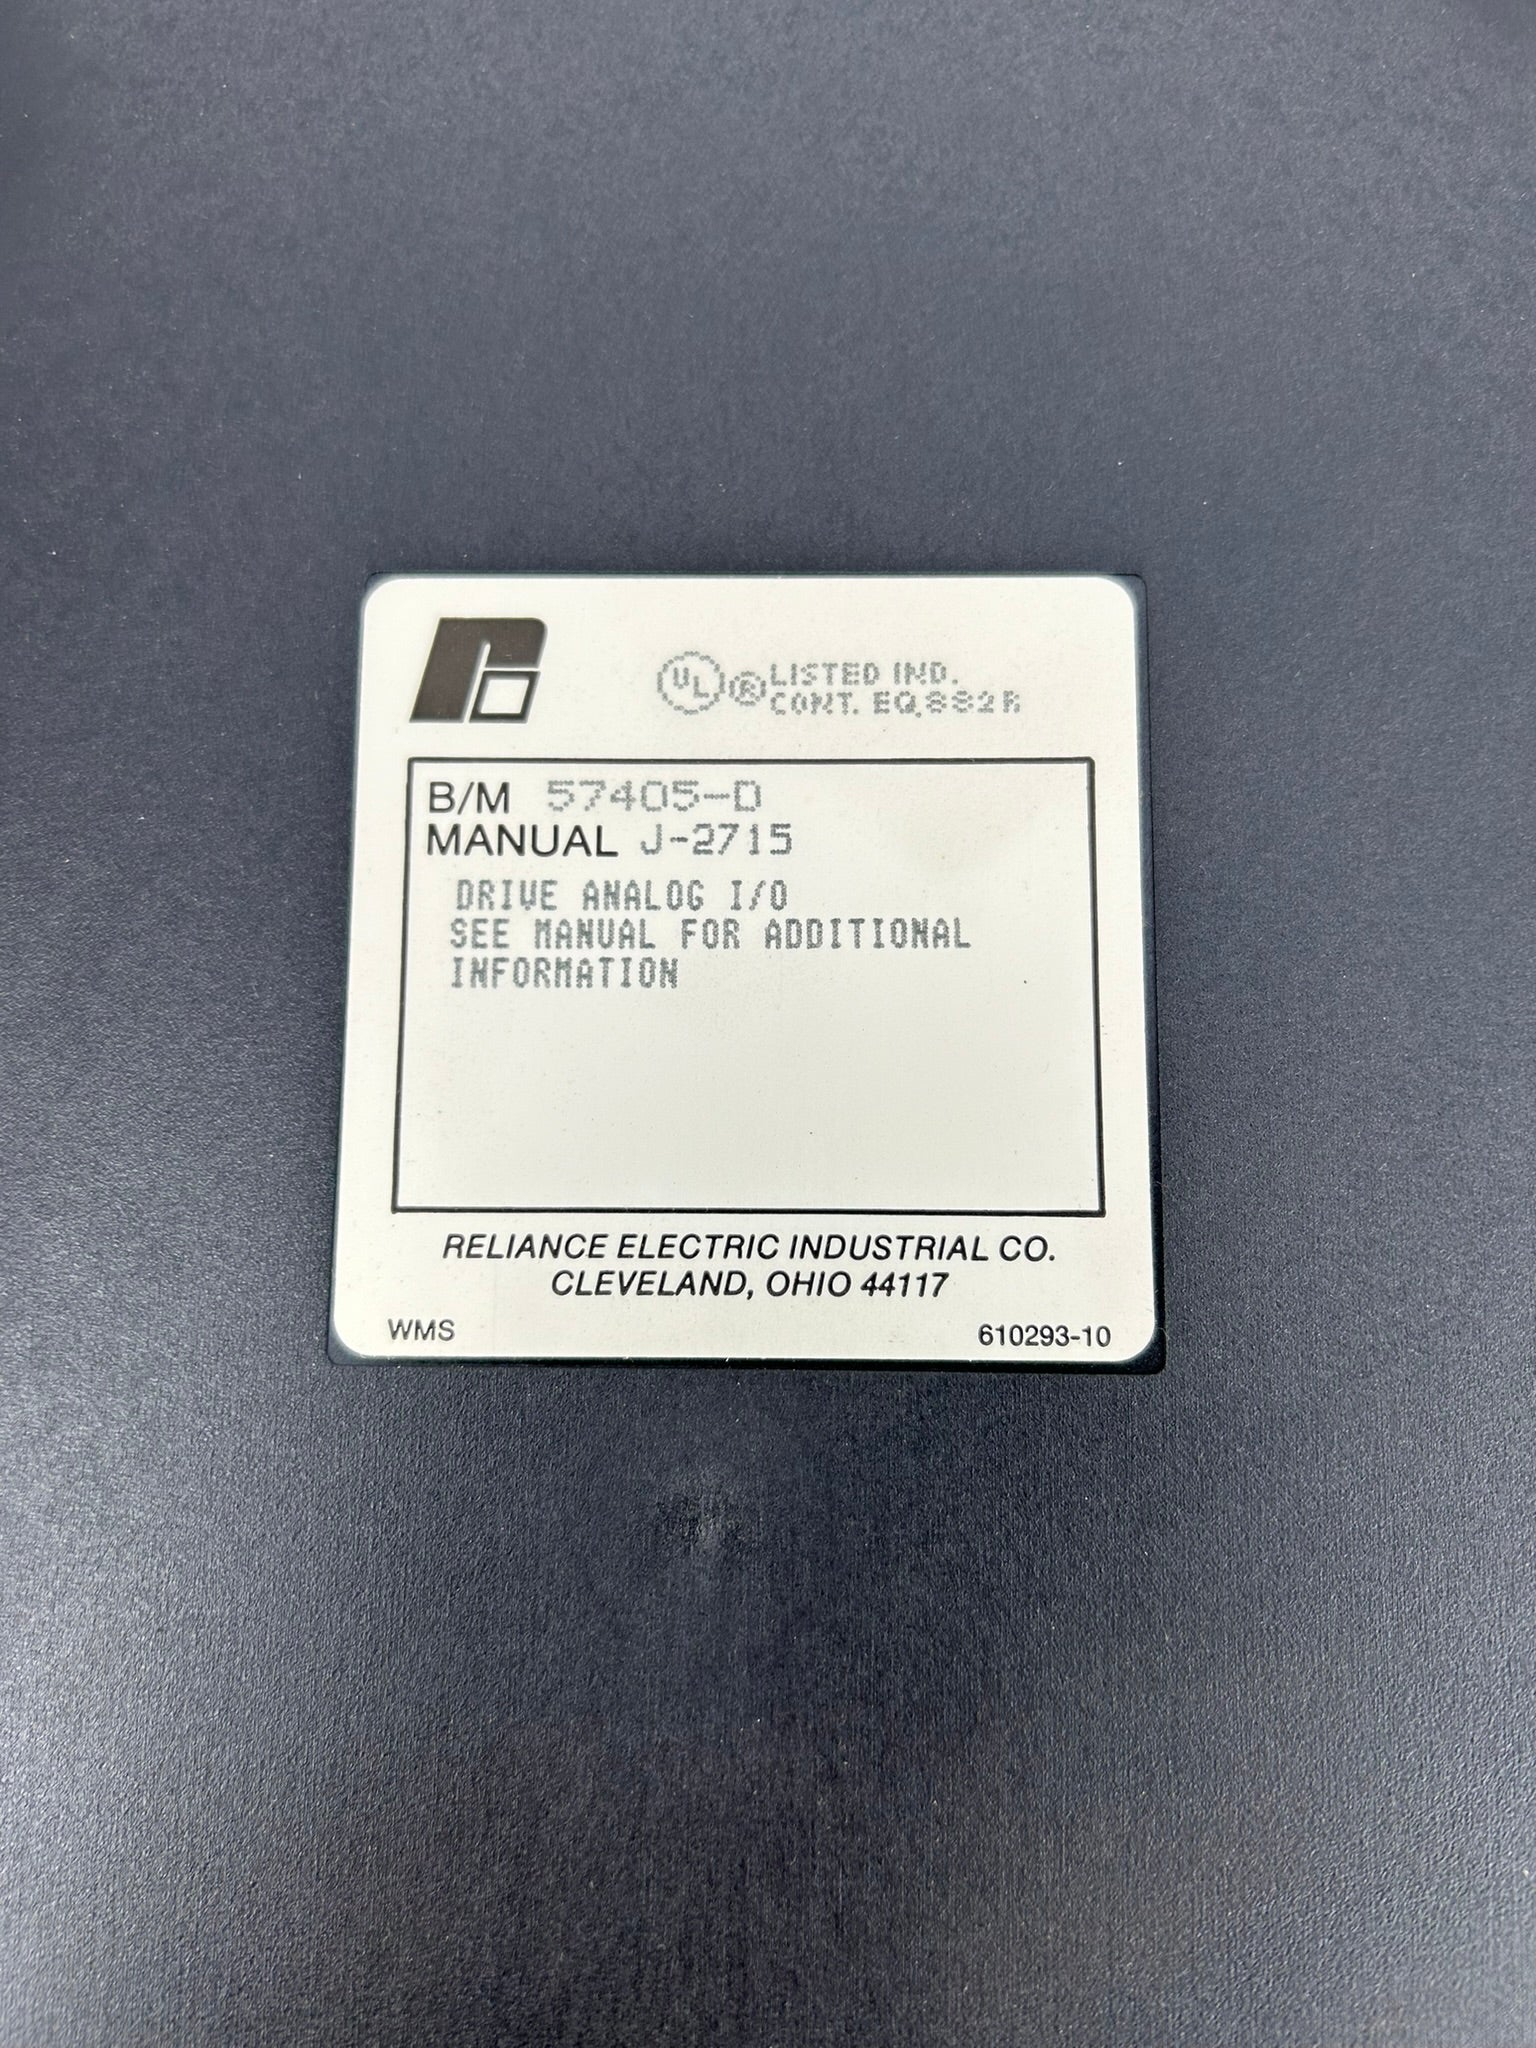 UL ® LISTED IND.
CONT. EQ. 882R
B/M 57405-D
MANUAL J-2715
DRIVE ANALOG I/O
SEE MANUAL FOR ADDITIONAL
INFORMATION
RELIANCE ELECTRIC INDUSTRIAL CO.
CLEVELAND, OHIO 44117
WMS 610293-10